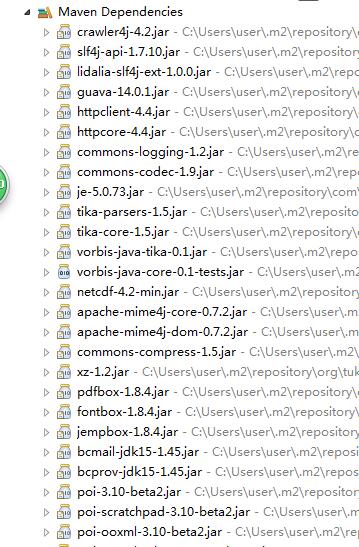 Maven Dependencies
crawler4j-4.2.jar - C:\Users\user\.m2\repository\c
slf4j-api-1.7.10.jar - C:\Users\user\.m2\repositor
lidalia-slf4j-ext-1.0.0.jar - C:\Users\user\.m2\rep
guava-14.0.1.jar - C:\Users\user\.m2\repository\c
httpclient-4.4.jar - C:\Users\user\.m2\repository\
httpcore-4.4.jar - C:\Users\user\.m2\repository\o
commons-logging-1.2.jar - C:\Users\user\.m2\rep
commons-codec-1.9.jar - C:\Users\user\.m2\repo
je-5.0.73.jar - C:\Users\user\.m2\repository\com\
tika-parsers-1.5.jar - C:\Users\user\.m2\repositor
tika-core-1.5.jar - C:\Users\user\.m2\repository\o
vorbis-java-tika-0.1.jar - C:\Users\user\.m2\repos
vorbis-java-core-0.1-tests.jar - C:\Users\user\.m2
netcdf-4.2-min.jar - C:\Users\user\.m2\repository
apache-mime4j-core-0.7.2.jar - C:\Users\user\.m
apache-mime4j-dom-0.7.2.jar - C:\Users\user\.m
commons-compress-1.5.jar - C:\Users\user\.m2\r
xz-1.2.jar - C:\Users\user\.m2\repository\org\tuk
pdfbox-1.8.4.jar - C:\Users\user\.m2\repository\o
fontbox-1.8.4.jar - C:\Users\user\.m2\repository\
jempbox-1.8.4.jar - C:\Users\user\.m2\repository
bcmail-jdk15-1.45.jar - C:\Users\user\.m2\reposi
bcprov-jdk15-1.45.jar - C:\Users\user\.m2\reposit
poi-3.10-beta2.jar - C:\Users\user\.m2\repositor
poi-scratchpad-3.10-beta2.jar - C:\Users\user\.m
poi-ooxml-3.10-beta2.jar - C:\Users\user\.m2\re